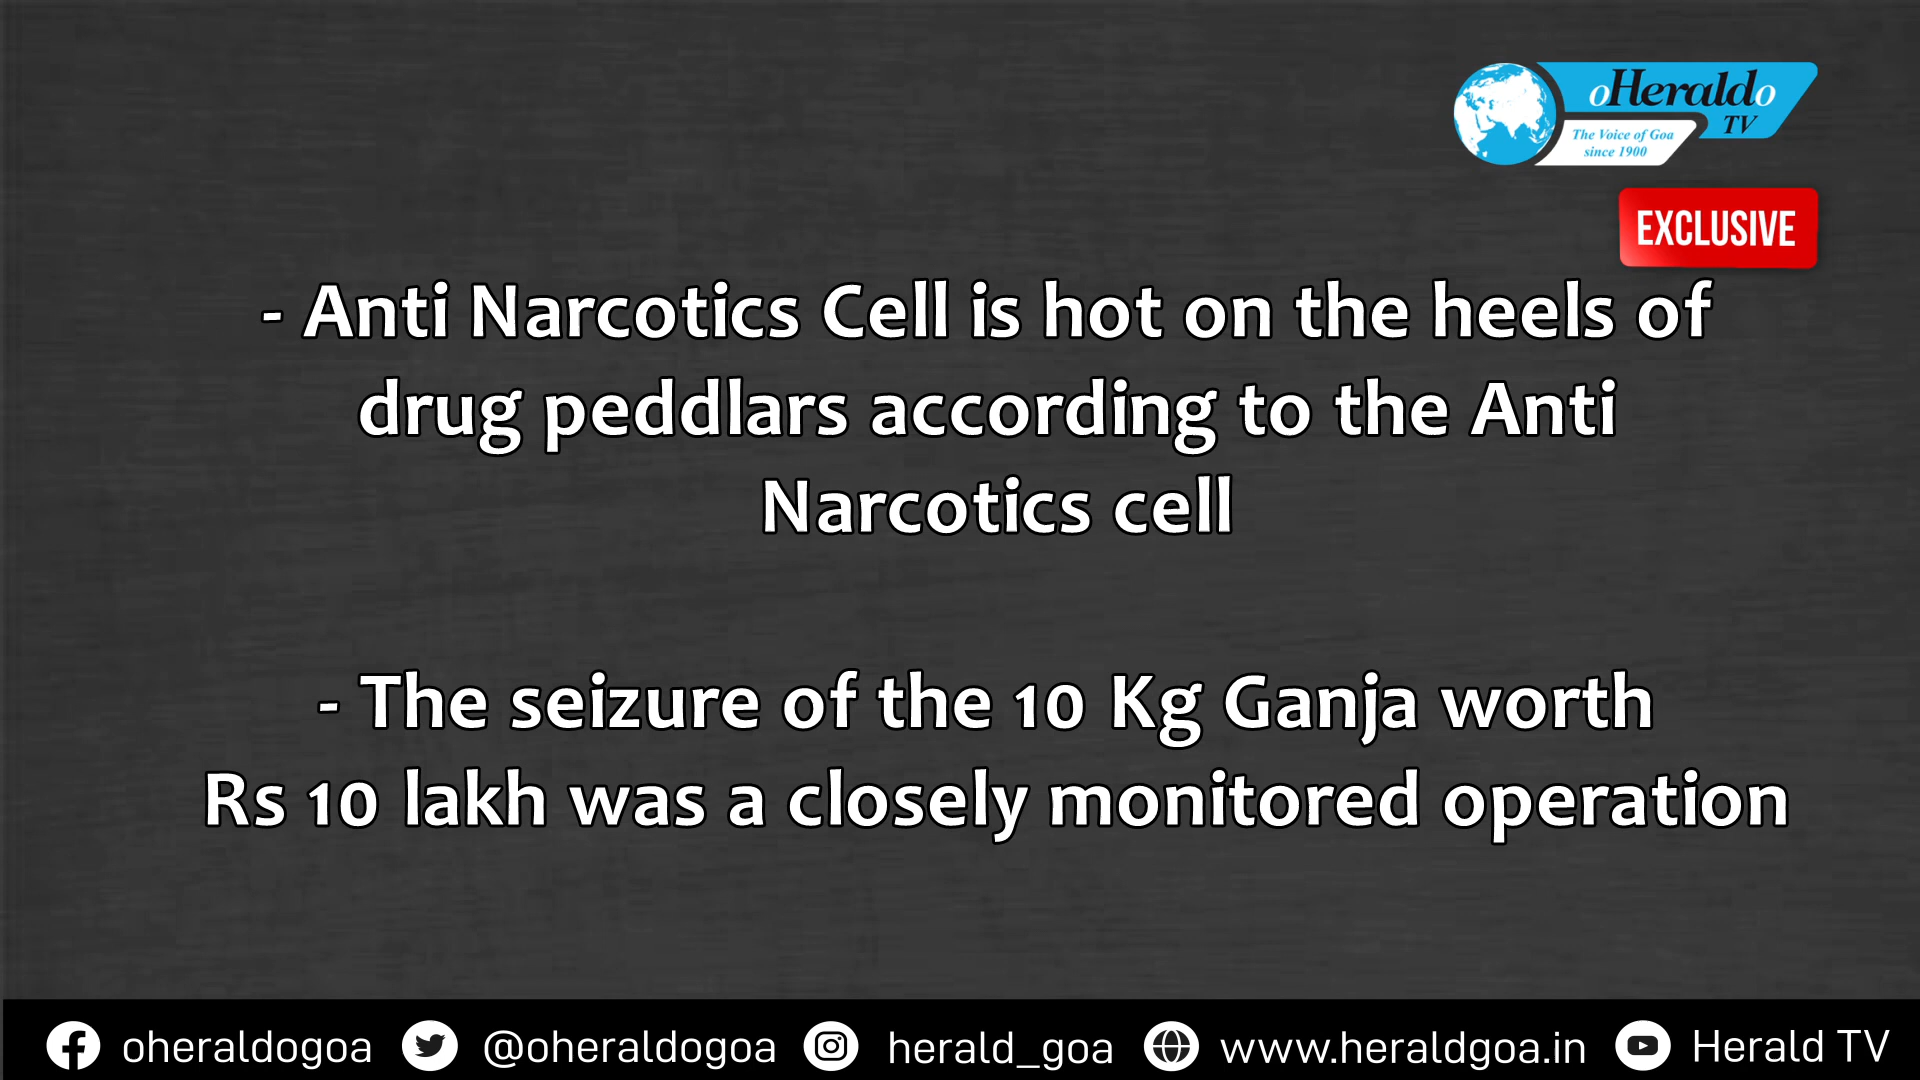 oHeraldo
TV
The Voice of Goa
since 1900
EXCLUSIVE
- Anti Narcotics Cell is hot on the heels of
drug peddlars according to the Anti
Narcotics cell
- The seizure of the 10 Kg Ganja worth
Rs 10 lakh was a closely monitored operation
oheraldogoa @oheraldogoa herald_goa www.heraldgoa.in Herald TV